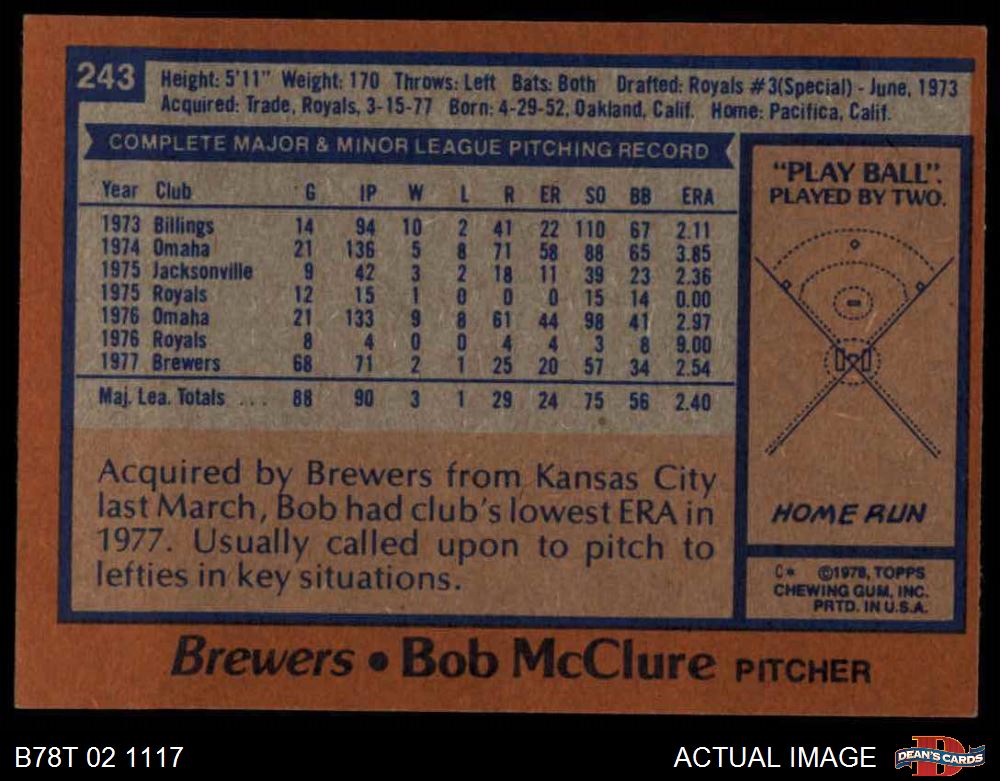 243
Height: 5'11" Weight: 170 Throws: Left Bats: Both Drafted: Royals #3(Special) - June, 1973
Acquired: Trade, Royals, 3-15-77 Born: 4-29-52, Oakland, Calif. Home: Pacifica, Calif.
COMPLETE MAJOR & MINOR LEAGUE PITCHING RECORD
Year Club G IP W L R ER SO BB ERA
1973 Billings 14 94 10 2 41 22 110 67 2.11
1974 Omaha 21 136 5 8 71 58 88 65 3.85
1975 Jacksonville 9 42 3 2 18 11 39 23 2.36
1975 Royals 12 15 1 0 0 0 15 14 0.00
1976 Omaha 21 133 9 8 61 44 98 41 2.97
1976 Royals 8 4 0 0 4 4 3 8 9.00
1977 Brewers 68 71 2 1 25 20 57 34 2.54
Maj. Lea. Totals ... 88 90 3 1 29 24 75 56 2.40
Acquired by Brewers from Kansas City
last March, Bob had club's lowest ERA in
1977. Usually called upon to pitch to
lefties in key situations.
"PLAY BALL".
PLAYED BY TWO.
HOME RUN
C* ©1978, TOPPS
CHEWING GUM, INC.
PRTD. IN U.S.A.
Brewers • Bob McClure PITCHER
B78T 02 1117
ACTUAL IMAGE
D
DEAN'S CARDS